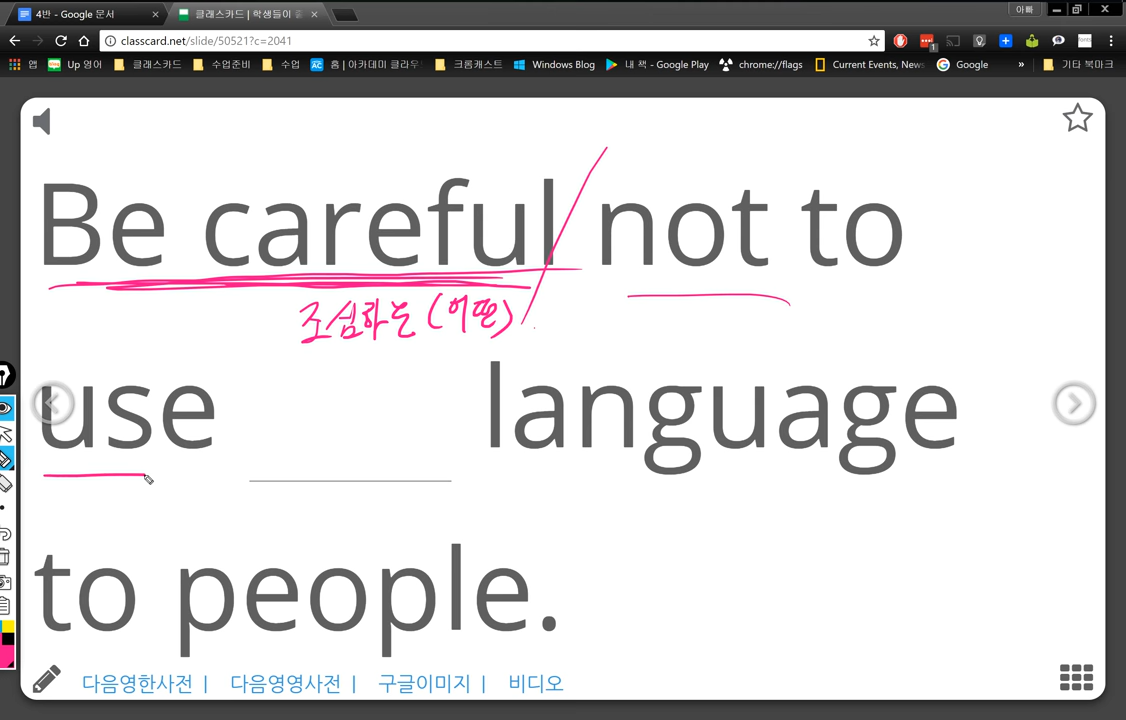 4반 - Google 문서
클래스카드 | 학생들이 즐
아빠
classcard.net/slide/50521?c=2041
앱 Up 영어 클래스카드 수업준비 수업 홈 | 아카데미 클라우 크롬캐스트 Windows Blog 내 책 - Google Play chrome://flags Current Events, News Google » 기타 북마크
Be careful not to
조심하는 (어떤)
use language
to people.
다음영한사전 | 다음영영사전 | 구글이미지 | 비디오